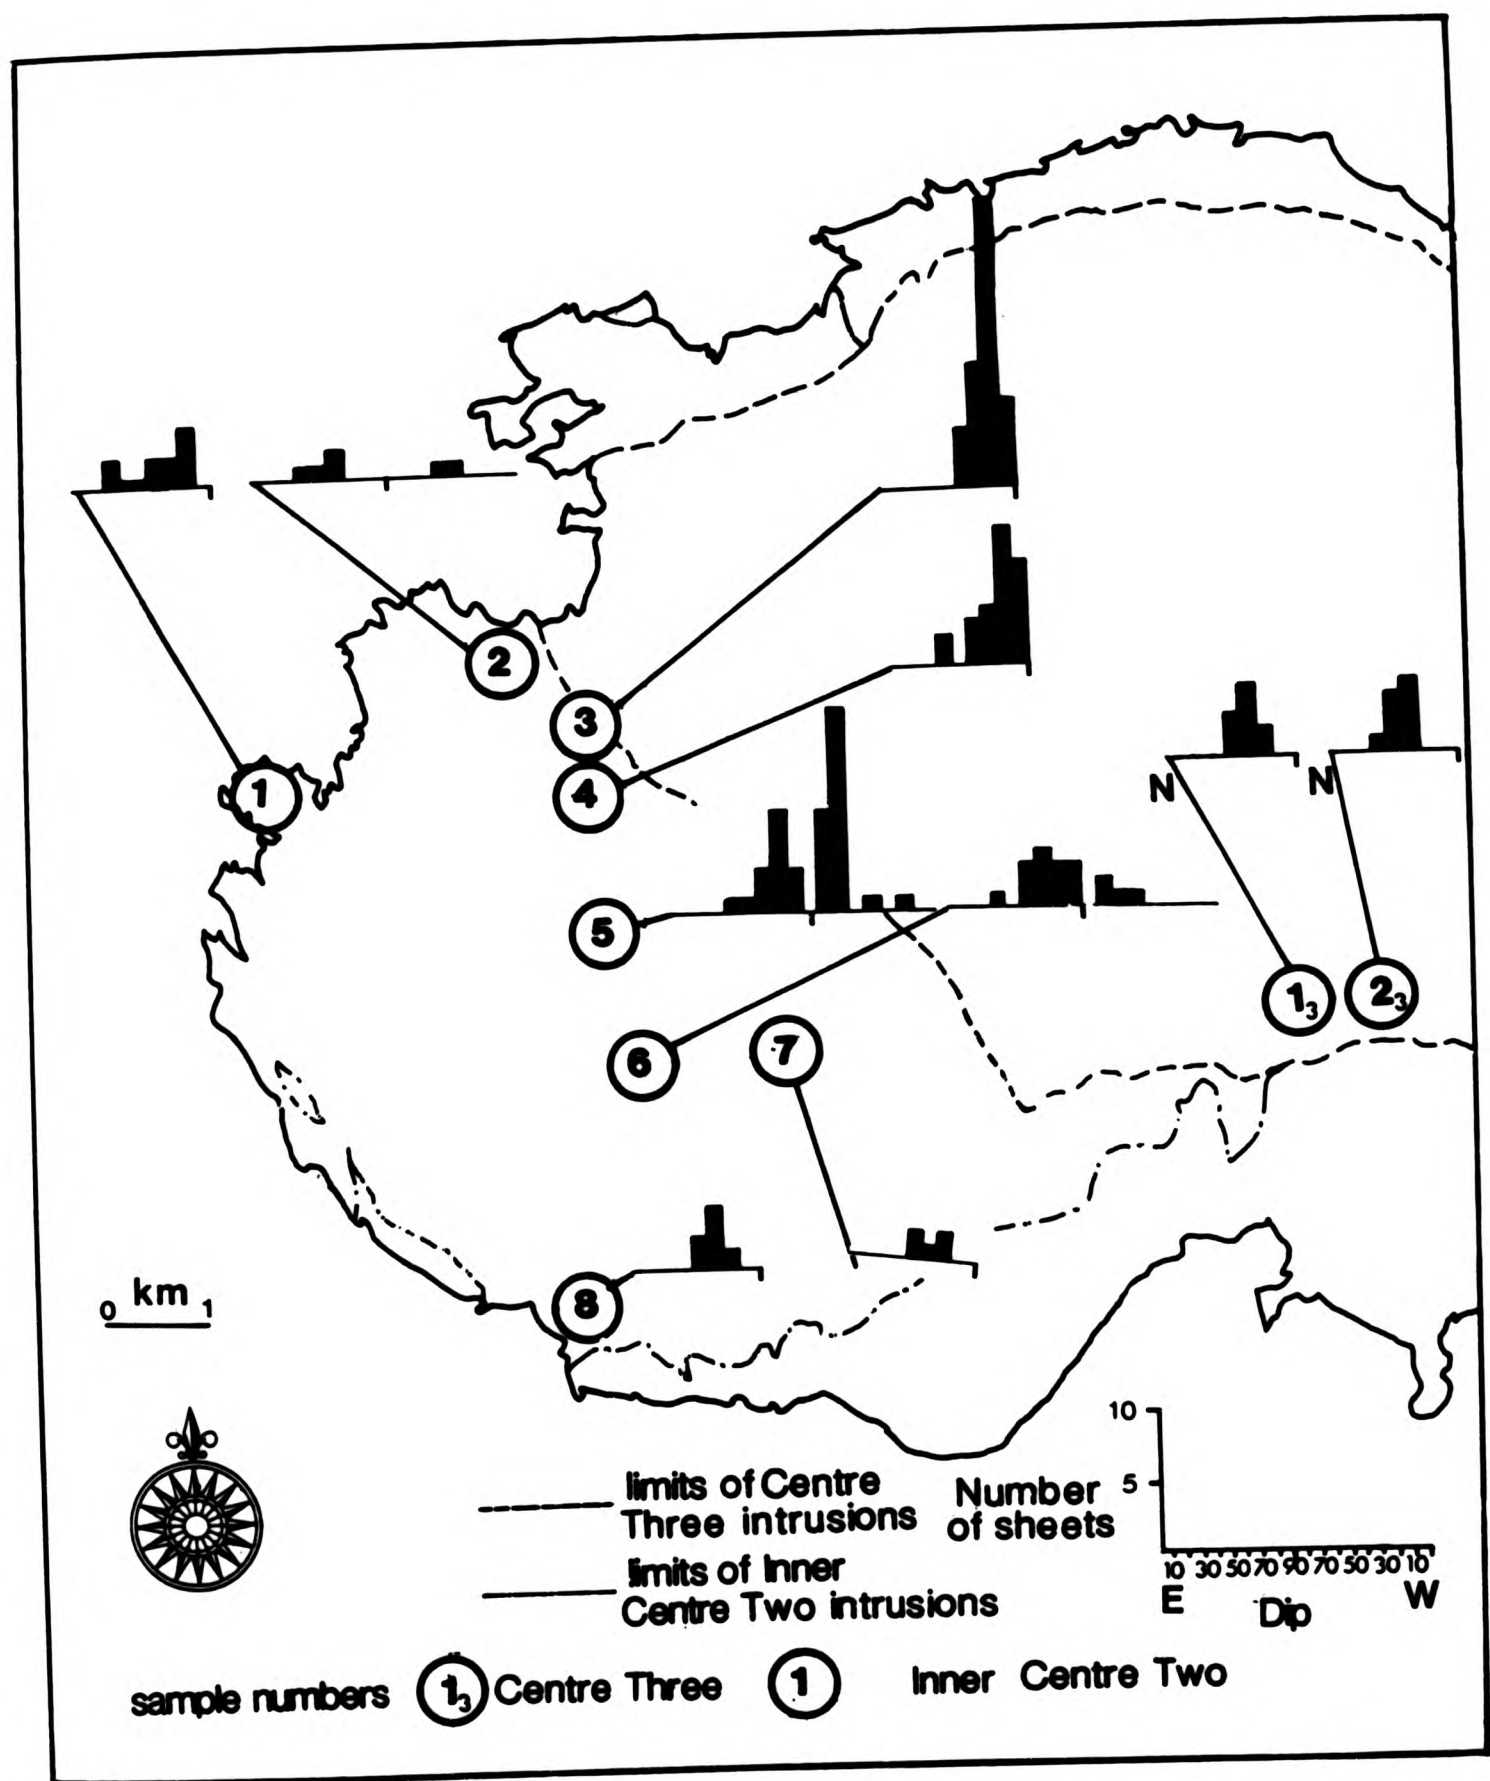 2
3
1
4
N
N
5
1₃
2₃
6
7
8
0 km 1
limits of Centre
Three intrusions
limits of Inner
Centre Two intrusions
Number
of sheets
10
5
10 30 50 70 90 70 50 30 10
E Dip W
sample numbers 1₃ Centre Three 1 Inner Centre Two